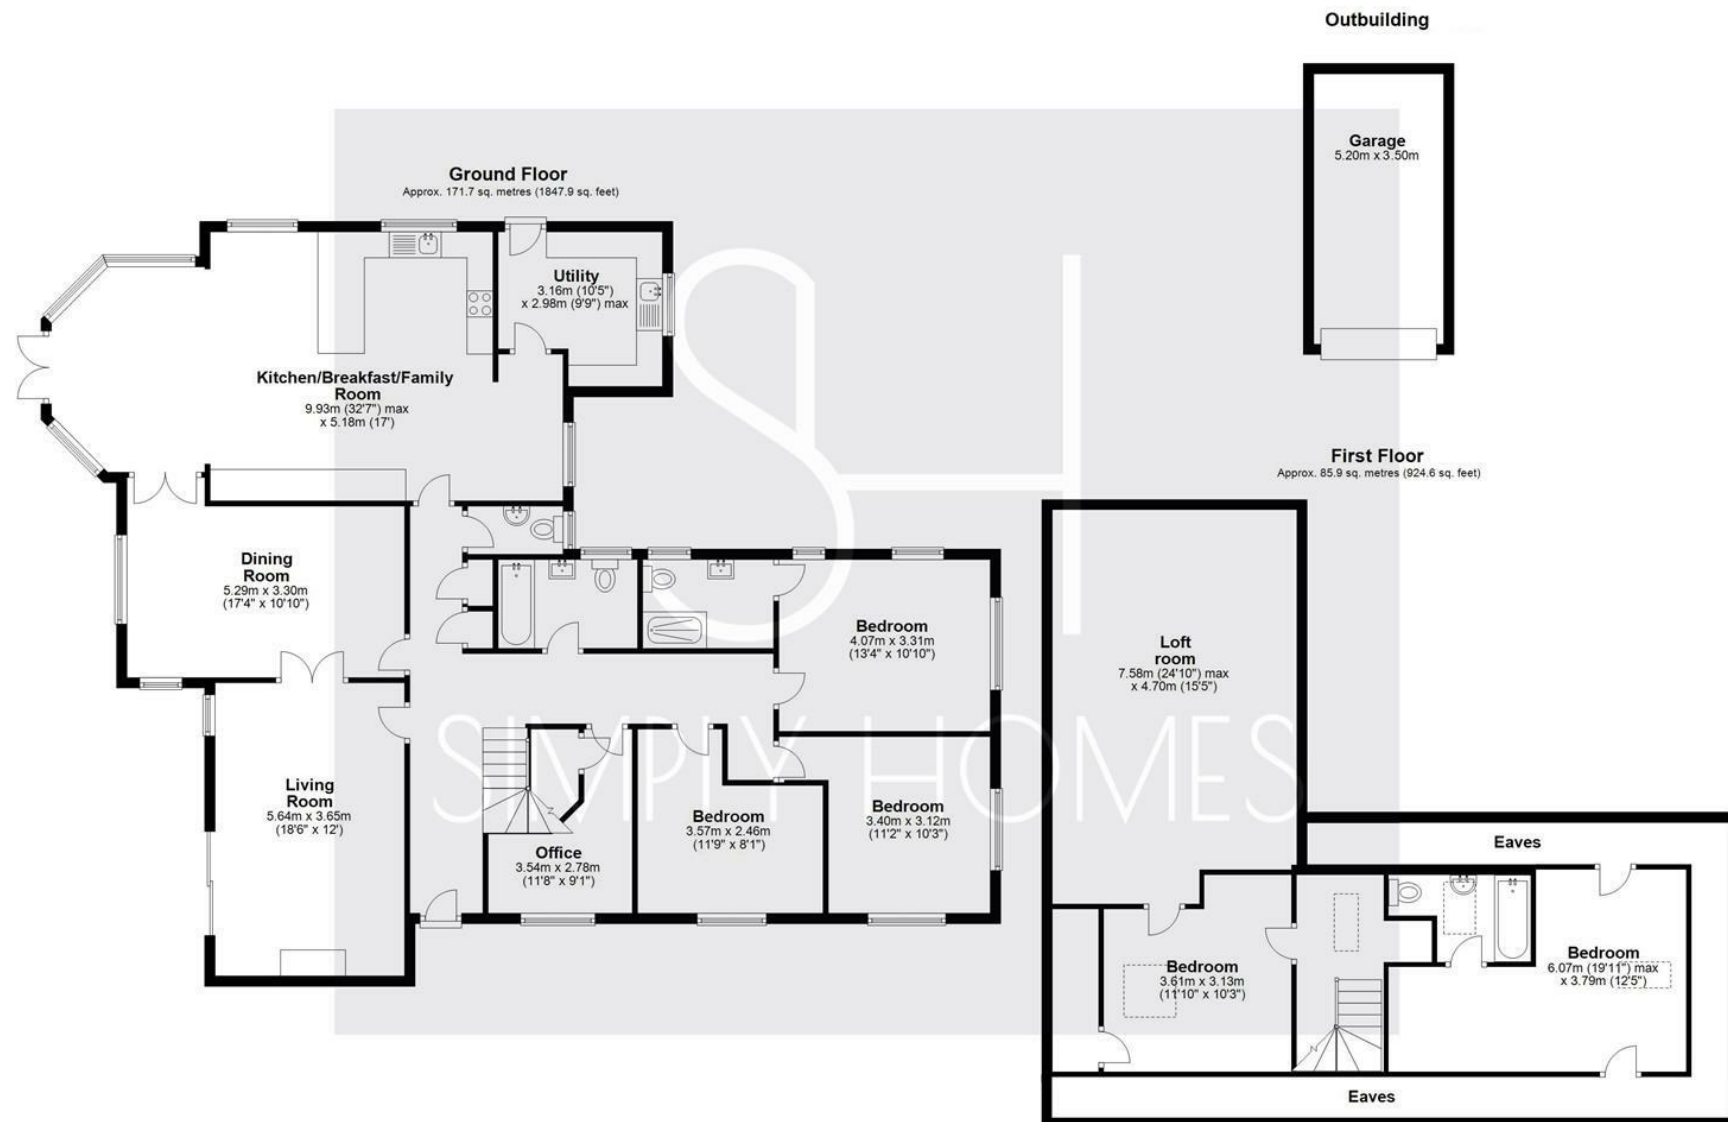 Outbuilding
Garage
5.20m x 3.50m
Ground Floor
Approx. 171.7 sq. metres (1847.9 sq. feet)
Utility
3.16m (10'5")
x 2.98m (9'9") max
Kitchen/Breakfast/Family
Room
9.93m (32'7") max
x 5.18m (17')
Dining
Room
5.29m x 3.30m
(17'4" x 10'10")
Bedroom
4.07m x 3.31m
(13'4" x 10'10")
Living
Room
5.64m x 3.65m
(18'6" x 12')
Office
3.54m x 2.78m
(11'8" x 9'1")
Bedroom
3.57m x 2.46m
(11'9" x 8'1")
Bedroom
3.40m x 3.12m
(11'2" x 10'3")
First Floor
Approx. 85.9 sq. metres (924.6 sq. feet)
Loft
room
7.58m (24'10") max
x 4.70m (15'5")
Eaves
Bedroom
3.61m x 3.13m
(11'10" x 10'3")
Bedroom
6.07m (19'11") max
x 3.79m (12'5")
Eaves
SH
SIMPLY HOMES